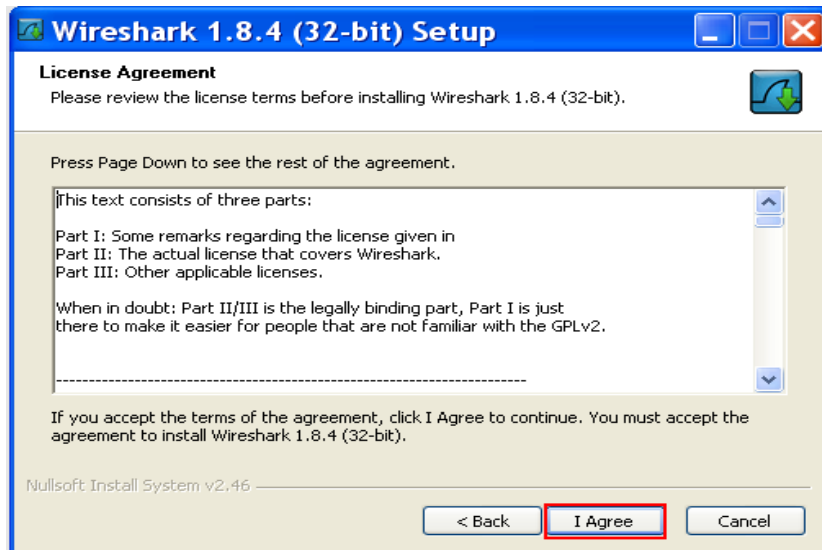 Wireshark 1.8.4 (32-bit) Setup
License Agreement
Please review the license terms before installing Wireshark 1.8.4 (32-bit).
Press Page Down to see the rest of the agreement.
This text consists of three parts:
Part I: Some remarks regarding the license given in
Part II: The actual license that covers Wireshark.
Part III: Other applicable licenses.
When in doubt: Part II/III is the legally binding part, Part I is just
there to make it easier for people that are not familiar with the GPLv2.
------------------------------------------------------------------------
If you accept the terms of the agreement, click I Agree to continue. You must accept the
agreement to install Wireshark 1.8.4 (32-bit).
Nullsoft Install System v2.46
< Back I Agree Cancel